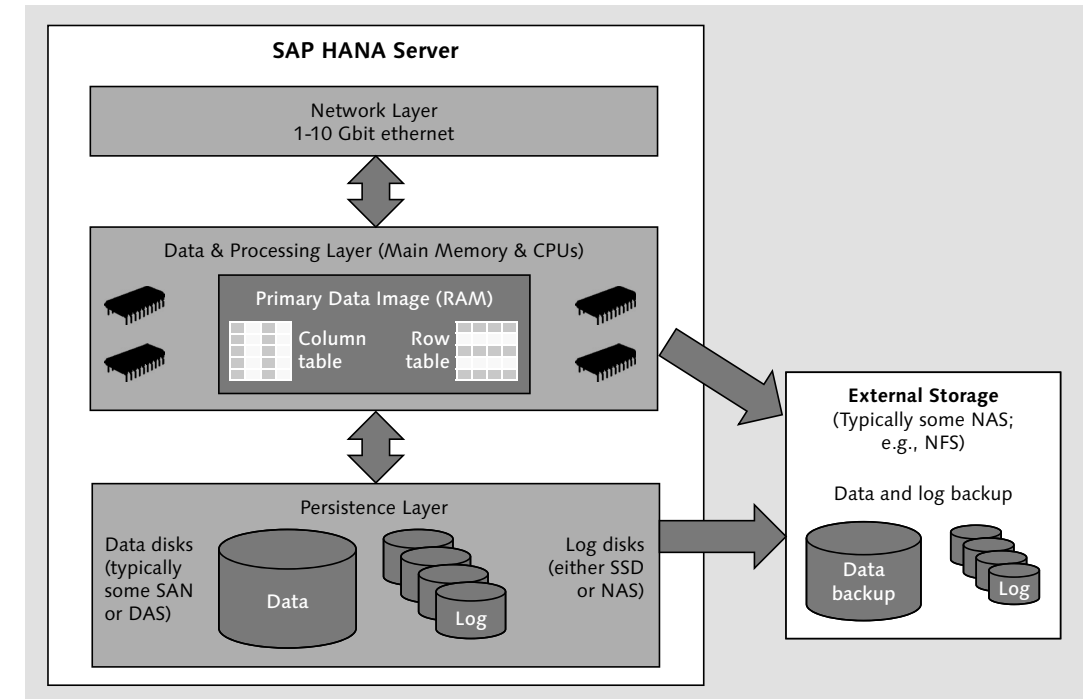 SAP HANA Server
Network Layer
1-10 Gbit ethernet
Data & Processing Layer (Main Memory & CPUs)
Primary Data Image (RAM)
Column
table
Row
table
External Storage
(Typically some NAS;
e.g., NFS)
Data and log backup
Data
backup
Log
Persistence Layer
Data disks
(typically
some SAN
or DAS)
Data
Log
Log disks
(either SSD
or NAS)